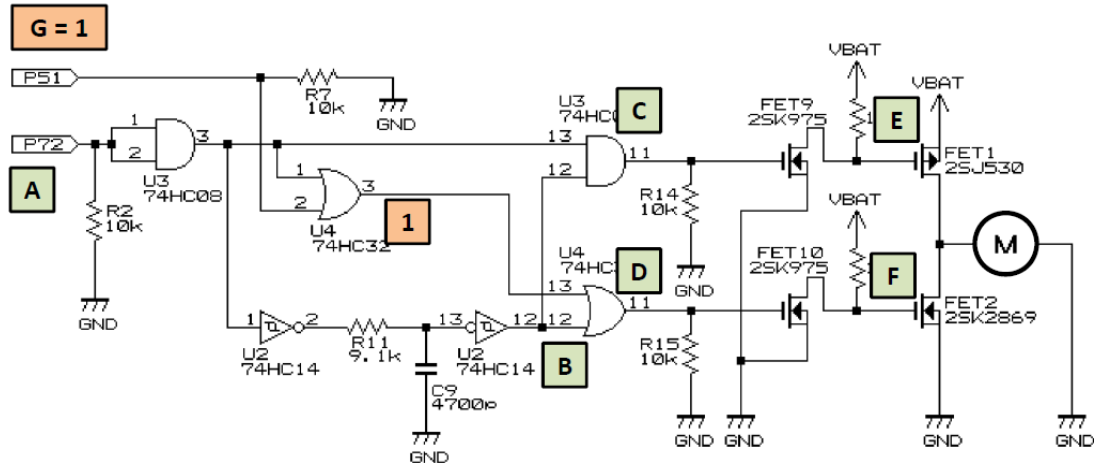 G = 1
P51
P72
A
1
2
3
U3
74HC08
R2
10k
GND
R7
10k
GND
1
2
3
U4
74HC32
1
1
2
U2
74HC14
R11
9.1k
C9
4700p
GND
13
12
U2
74HC14
B
U3
13
12
11
C
R14
10k
GND
U4
13
12
11
D
R15
10k
GND
VBAT
FET9
2SK975
E
VBAT
FET1
2SJ530
VBAT
FET10
2SK975
F
FET2
2SK2869
M
GND
GND
GND